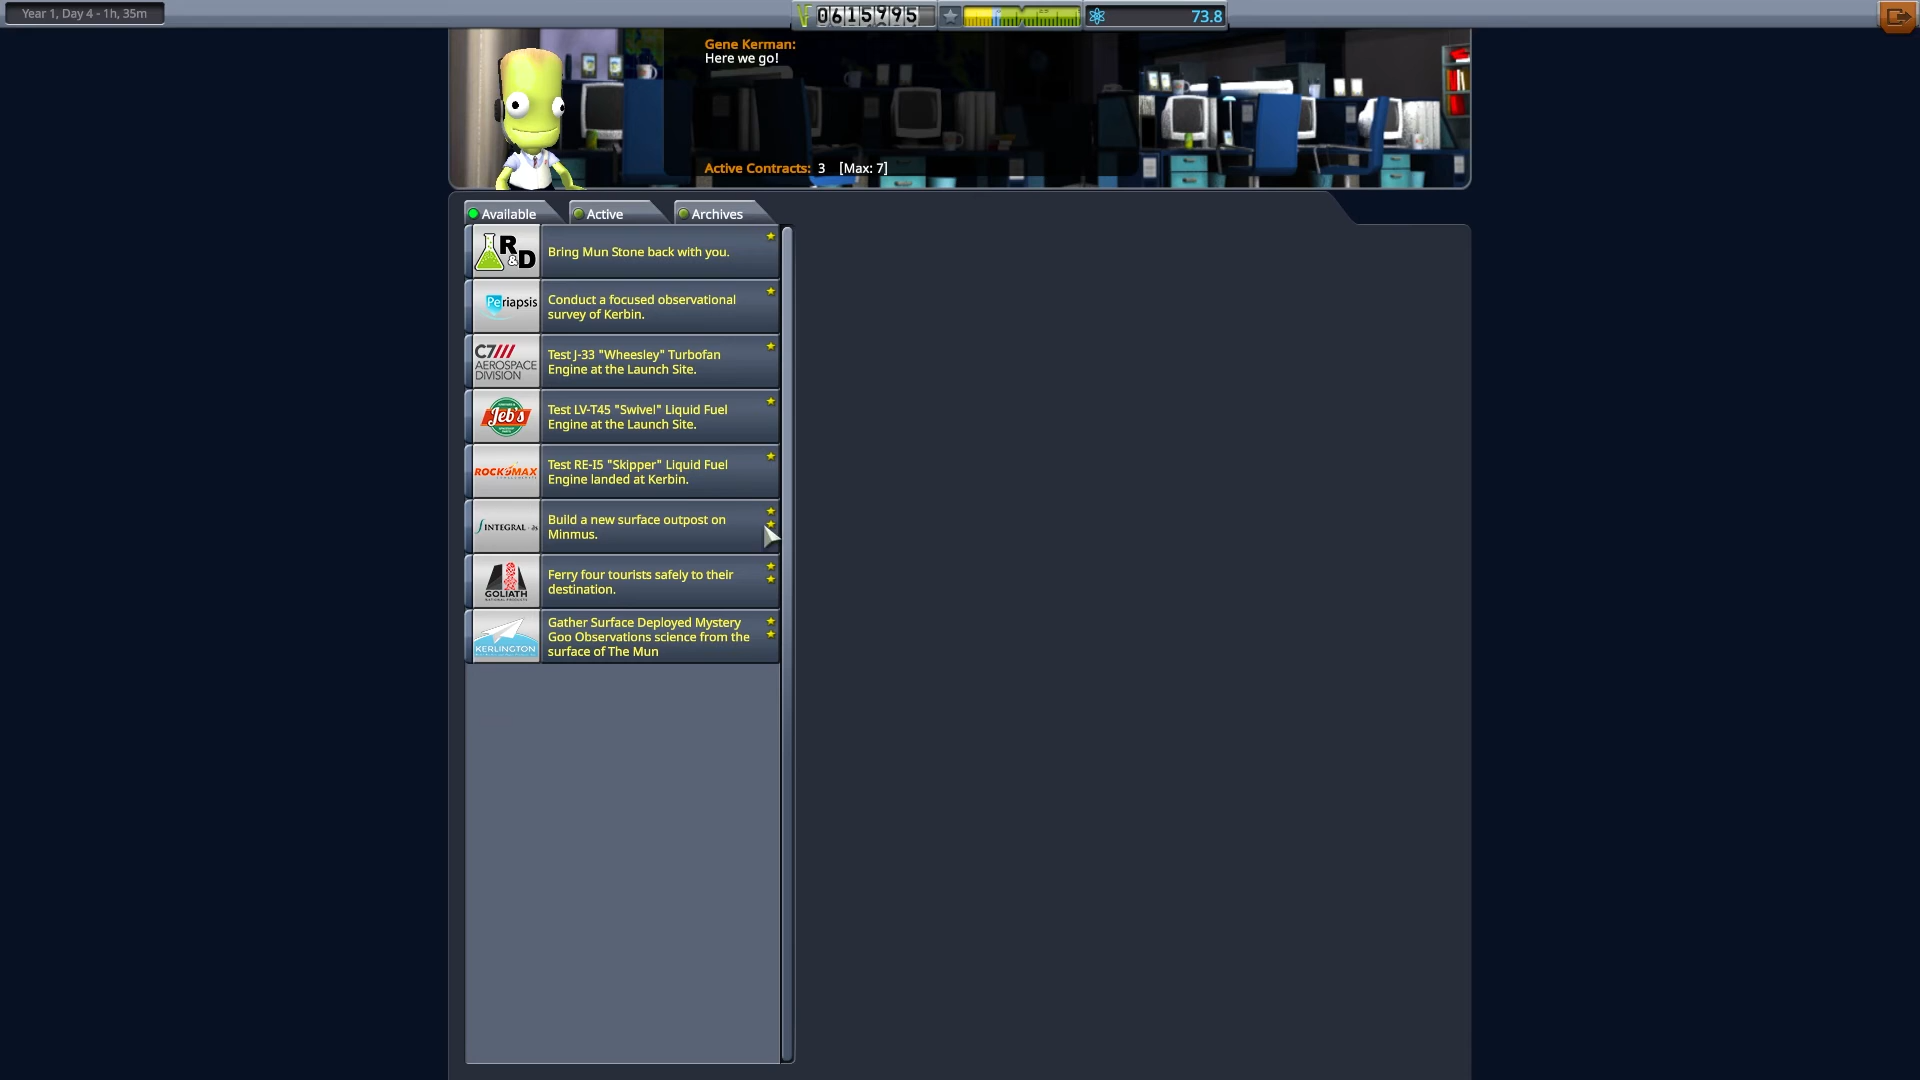 Year 1, Day 4 - 1h, 35m
0615995
73.8
Gene Kerman:
Here we go!
Active Contracts: 3 [Max: 7]
Available
Active
Archives
R&D
Bring Mun Stone back with you.
Periapsis
Conduct a focused observational
survey of Kerbin.
C7///
AEROSPACE
DIVISION
Test J-33 "Wheesley" Turbofan
Engine at the Launch Site.
Jeb's
Test LV-T45 "Swivel" Liquid Fuel
Engine at the Launch Site.
ROCKOMAX
Test RE-I5 "Skipper" Liquid Fuel
Engine landed at Kerbin.
INTEGRAL
Build a new surface outpost on
Minmus.
GOLIATH
NATIONAL PRODUCTS
Ferry four tourists safely to their
destination.
KERLINGTON
Gather Surface Deployed Mystery
Goo Observations science from the
surface of The Mun